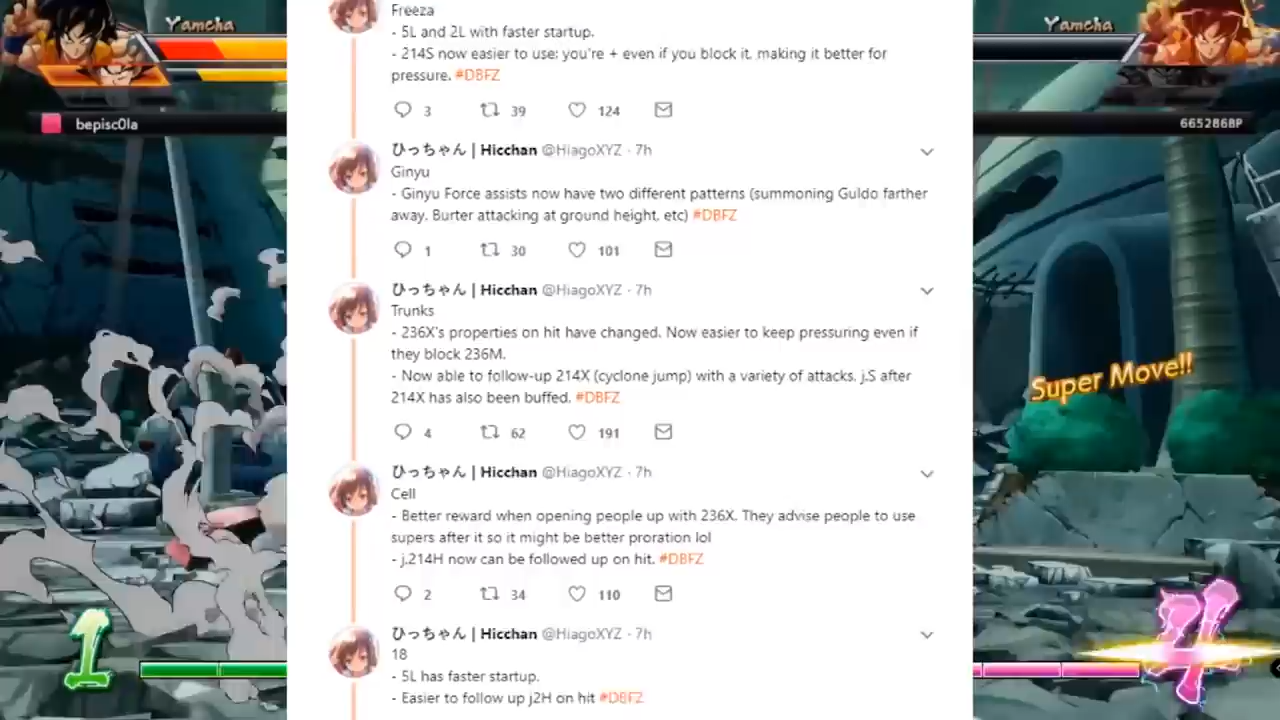 Yamcha
Yamcha
bepisc0la
665286BP
Super Move!!
1
4
Freeza
- 5L and 2L with faster startup.
- 214S now easier to use; you're + even if you block it, making it better for
pressure. #DBFZ
3 39 124
ひっちゃん | Hicchan @HiagoXYZ · 7h
Ginyu
- Ginyu Force assists now have two different patterns (summoning Guldo farther
away. Burter attacking at ground height, etc) #DBFZ
1 30 101
ひっちゃん | Hicchan @HiagoXYZ · 7h
Trunks
- 236X's properties on hit have changed. Now easier to keep pressuring even if
they block 236M.
- Now able to follow-up 214X (cyclone jump) with a variety of attacks. j.S after
214X has also been buffed. #DBFZ
4 62 191
ひっちゃん | Hicchan @HiagoXYZ · 7h
Cell
- Better reward when opening people up with 236X. They advise people to use
supers after it so it might be better proration lol
- j.214H now can be followed up on hit. #DBFZ
2 34 110
ひっちゃん | Hicchan @HiagoXYZ · 7h
18
- 5L has faster startup.
- Easier to follow up j2H on hit #DBFZ